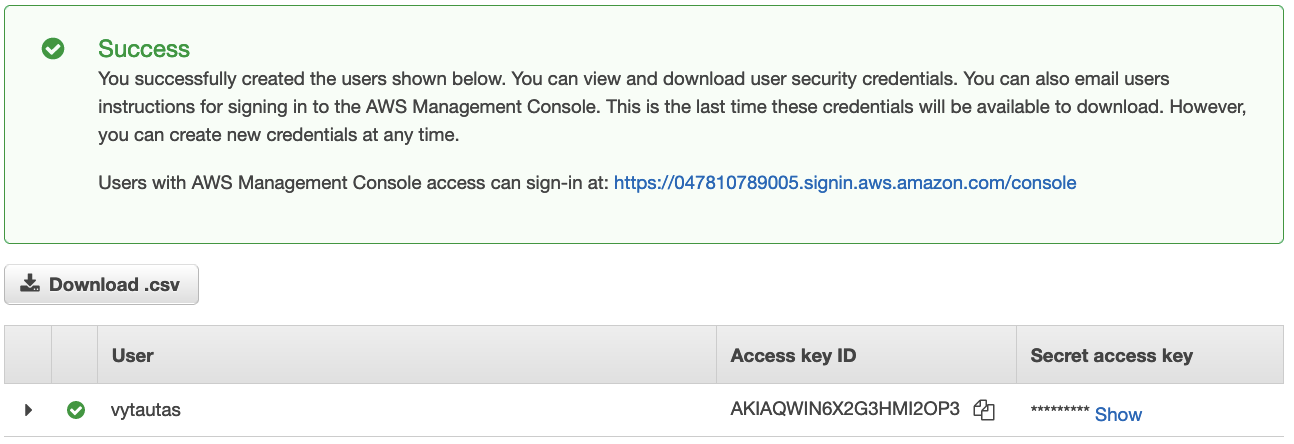 Success
You successfully created the users shown below. You can view and download user security credentials. You can also email users
instructions for signing in to the AWS Management Console. This is the last time these credentials will be available to download. However,
you can create new credentials at any time.
Users with AWS Management Console access can sign-in at: https://047810789005.signin.aws.amazon.com/console
Download .csv
User Access key ID Secret access key
vytautas AKIAQWIN6X2G3HMI2OP3 ********* Show